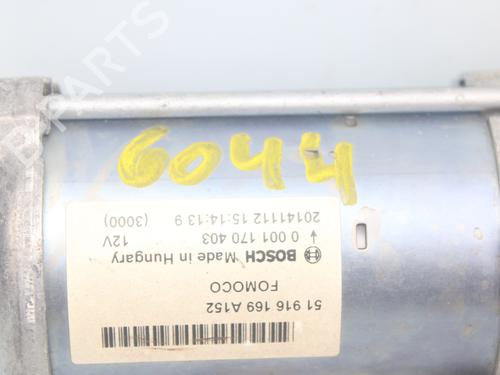 6044
51 916 169 A152
FOMOCO
BOSCH Made in Hungary
0 001 170 403 12V
20141112 15:14:13 9 (3000)
B PARTS